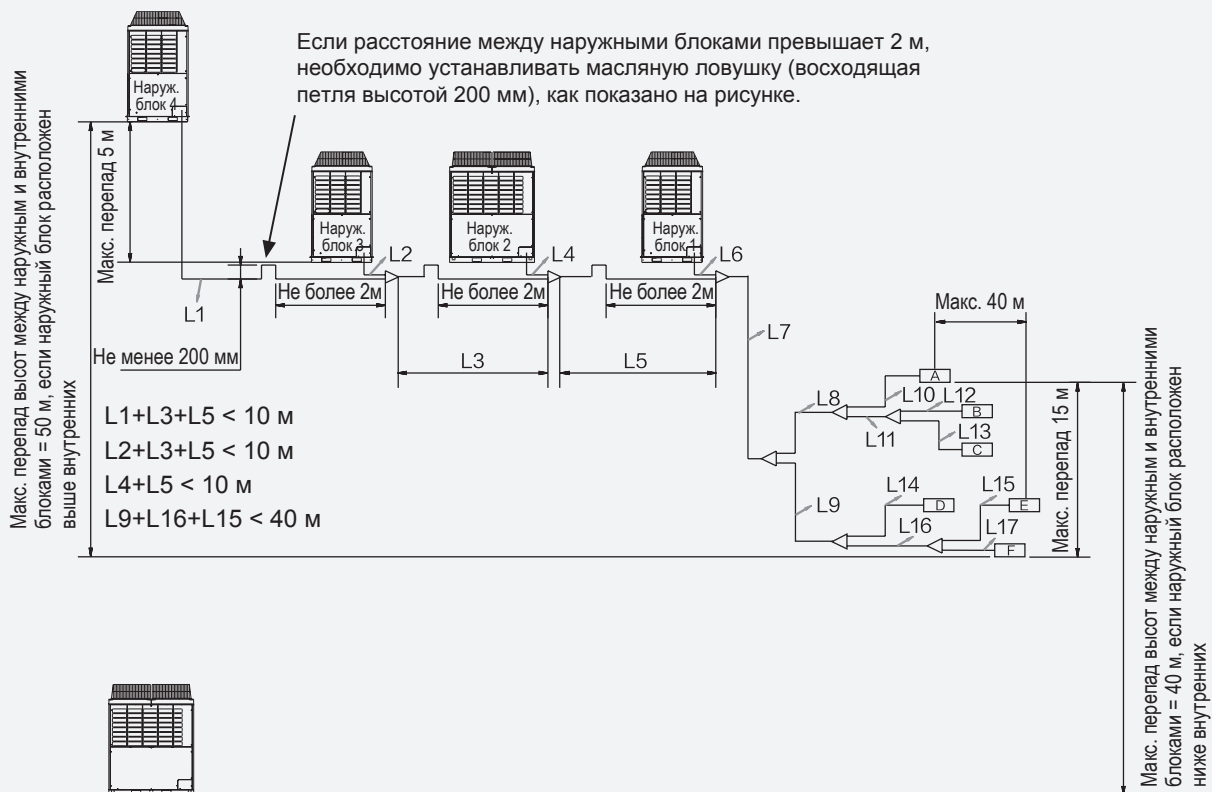 Если расстояние между наружными блоками превышает 2 м,
необходимо устанавливать масляную ловушку (восходящая
петля высотой 200 мм), как показано на рисунке.
Макс. перепад высот между наружным и внутренними
блоками = 50 м, если наружный блок расположен
выше внутренних
Наруж.
блок 4
Макс. перепад 5 м
Наруж.
блок 3
Наруж.
блок 2
Наруж.
блок 1
L2
L4
L6
L1
Не более 2м
Не более 2м
Не более 2м
Не менее 200 мм
L3
L5
L7
Макс. 40 м
A
L10
L12
B
L8
L11
L13
C
L14
D
L15
E
L9
L16
L17
F
Макс. перепад 15 м
L1+L3+L5 < 10 м
L2+L3+L5 < 10 м
L4+L5 < 10 м
L9+L16+L15 < 40 м
Макс. перепад высот между наружным и внутренними
блоками = 40 м, если наружный блок расположен
ниже внутренних